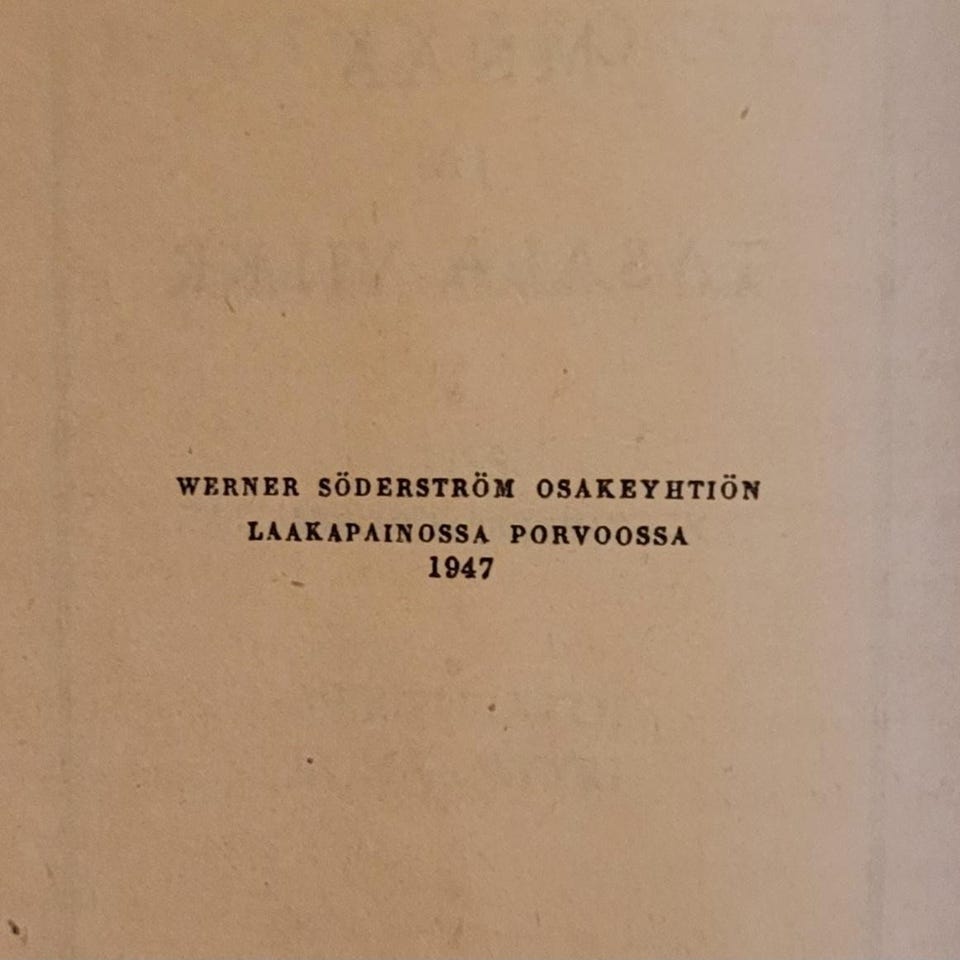 WERNER SÖDERSTRÖM OSAKEYHTIÖN
LAAKAPAINOSSA PORVOOSSA
1947